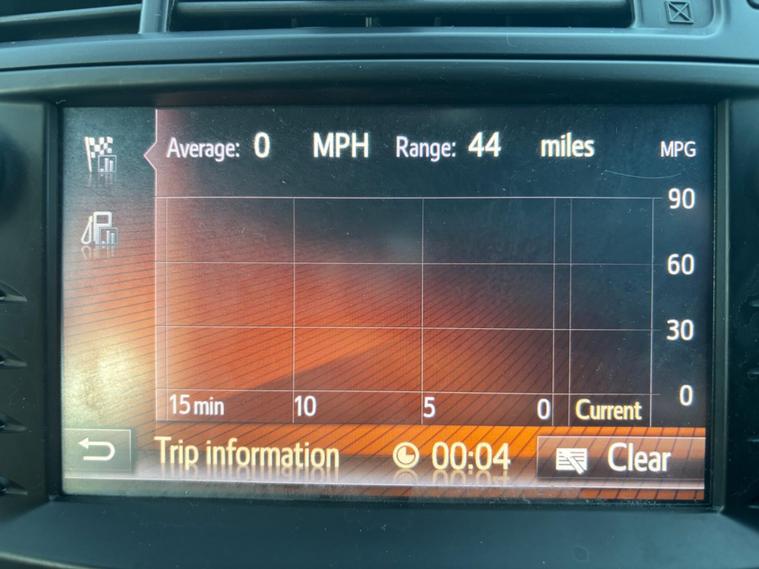 Average: 0 MPH Range: 44 miles MPG
90
60
30
0
15 min 10 5 0 Current
Trip information 00:04 Clear